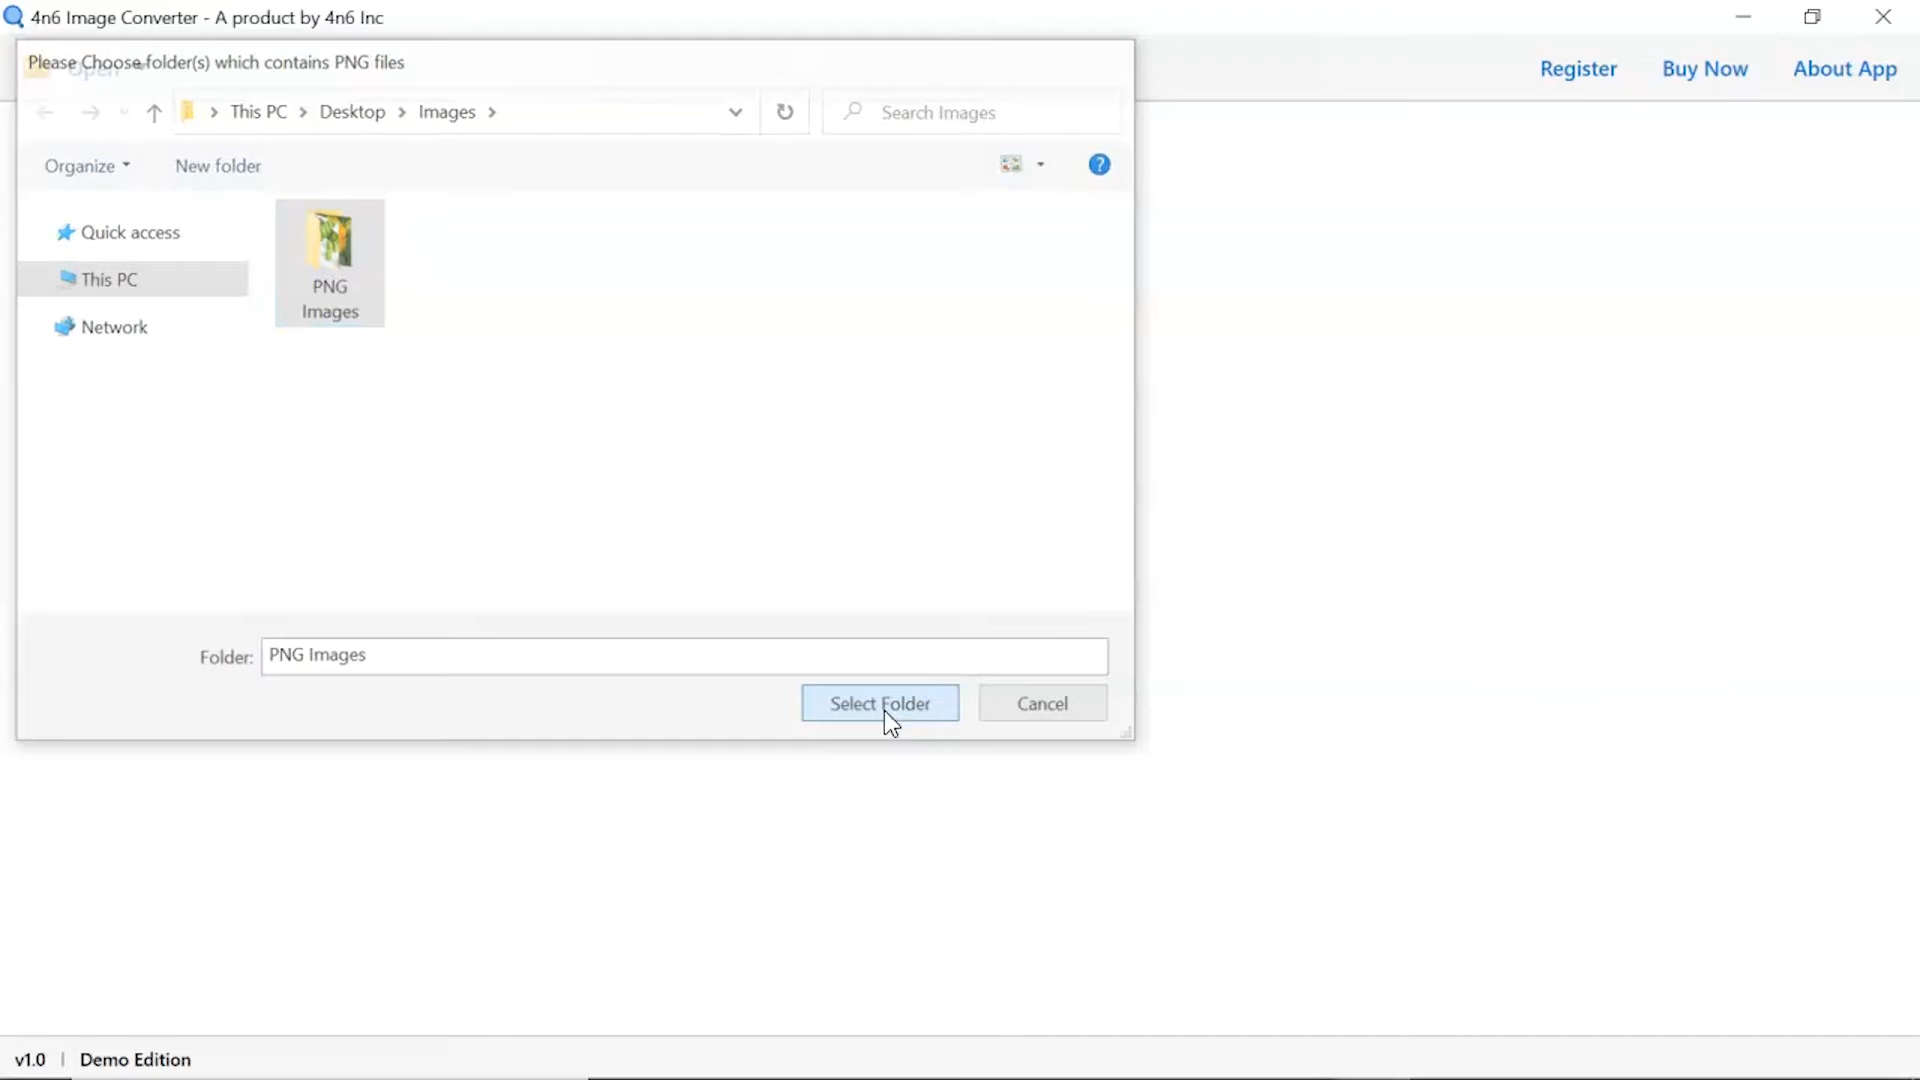 4n6 Image Converter - A product by 4n6 Inc
Please Choose folder(s) which contains PNG files
Open
Register Buy Now About App
This PC > Desktop > Images >
Search Images
Organize New folder
?
Quick access
This PC
Network
PNG
Images
Folder: PNG Images
Select Folder Cancel
v1.0 | Demo Edition